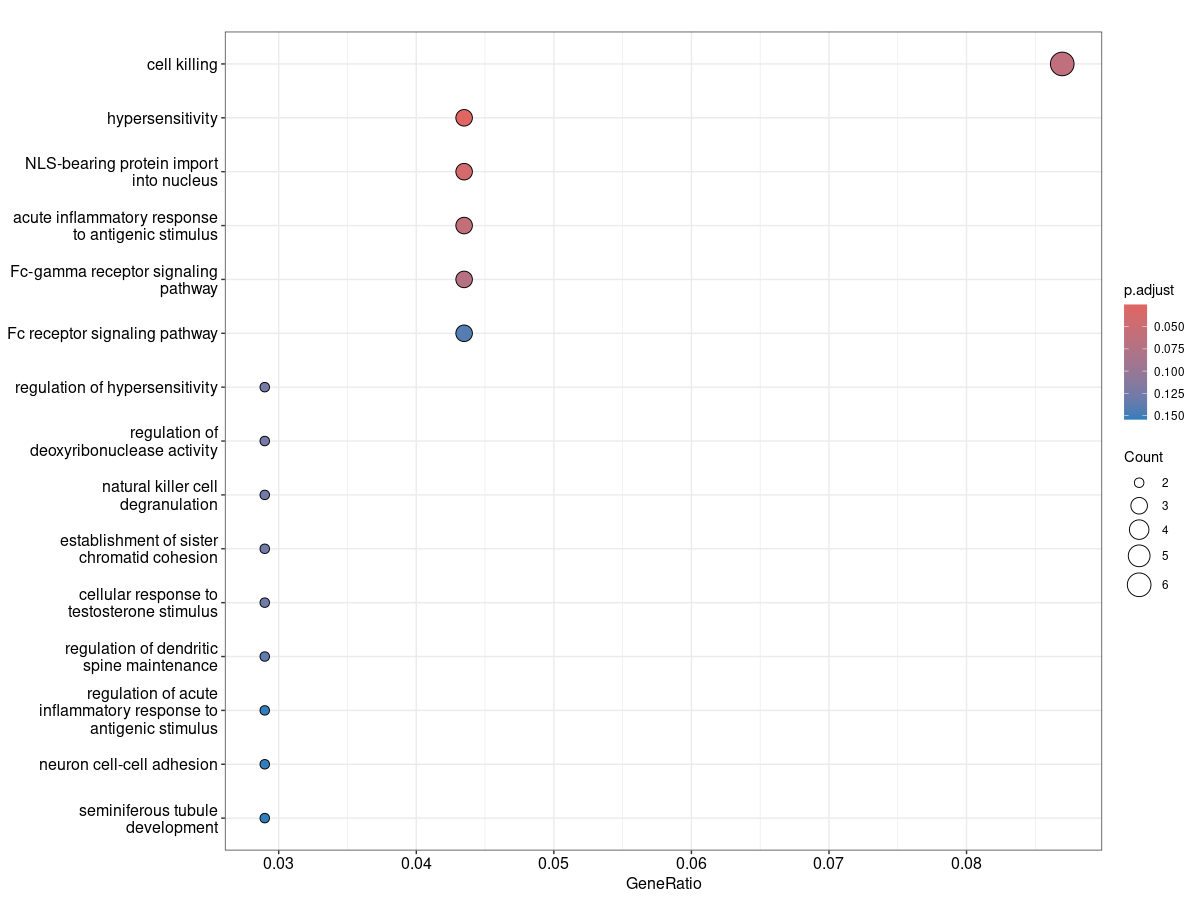 cell killing
hypersensitivity
NLS-bearing protein import
into nucleus
acute inflammatory response
to antigenic stimulus
Fc-gamma receptor signaling
pathway
Fc receptor signaling pathway
regulation of hypersensitivity
regulation of
deoxyribonuclease activity
natural killer cell
degranulation
establishment of sister
chromatid cohesion
cellular response to
testosterone stimulus
regulation of dendritic
spine maintenance
regulation of acute
inflammatory response to
antigenic stimulus
neuron cell-cell adhesion
seminiferous tubule
development
0.03 0.04 0.05 0.06 0.07 0.08
GeneRatio
p.adjust
0.050
0.075
0.100
0.125
0.150
Count
2
3
4
5
6